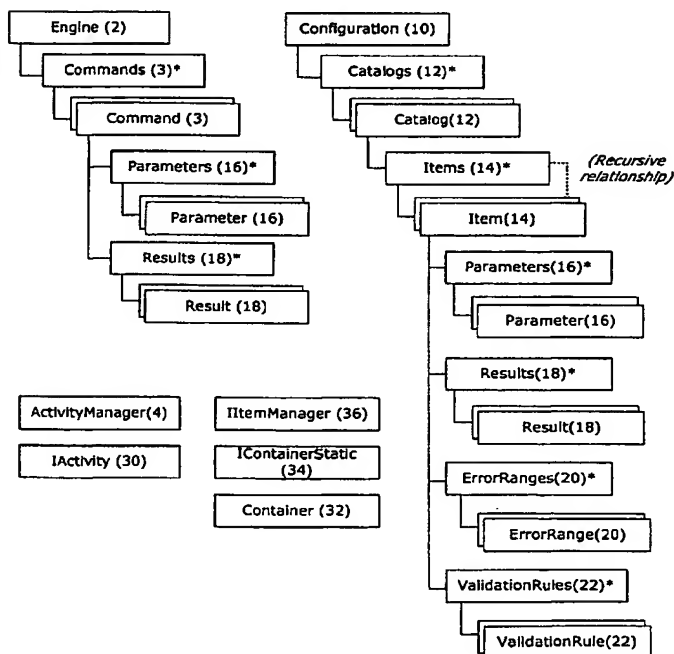 Engine (2)
Commands (3)*
Command (3)
Parameters (16)*
Parameter (16)
Results (18)*
Result (18)
Configuration (10)
Catalogs (12)*
Catalog(12)
Items (14)*
(Recursive
relationship)
Item(14)
Parameters(16)*
Parameter(16)
Results(18)*
Result(18)
ErrorRanges(20)*
ErrorRange(20)
ValidationRules(22)*
ValidationRule(22)
ActivityManager(4)
IActivity (30)
IItemManager (36)
IContainerStatic
(34)
Container (32)